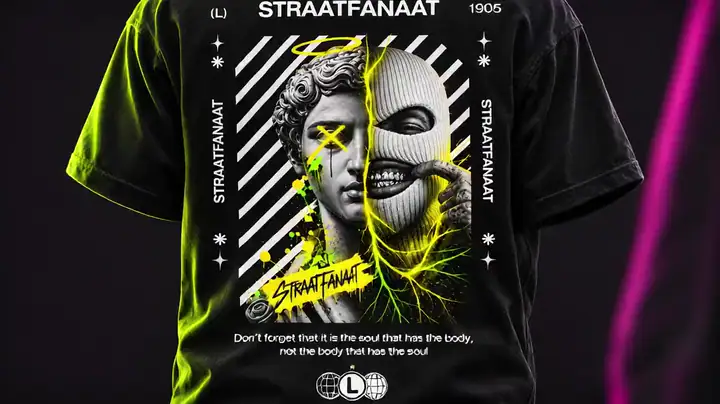 (L) STRAATFANAAT 1905
STRAATFANAAT
STRAATFANAAT
STRAATFANAAT
Don't forget that it is the soul that has the body,
not the body that has the soul
L